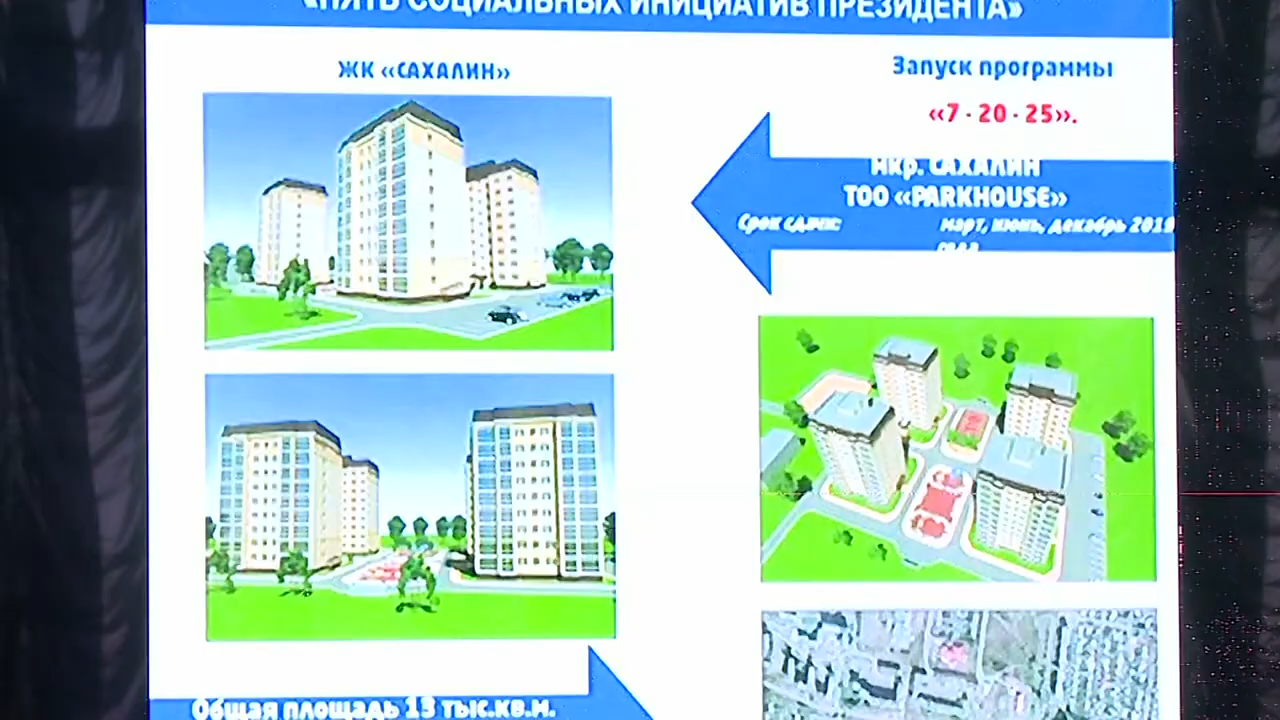 «ПЯТЬ СОЦИАЛЬНЫХ ИНИЦИАТИВ ПРЕЗИДЕНТА»
ЖК «САХАЛИН»
Запуск программы
«7 - 20 - 25».
Мкр. САХАЛИН
ТОО «PARKHOUSE»
Срок сдачи: март, июнь, декабрь 2019
года
Общая площадь 13 тыс.кв.м.